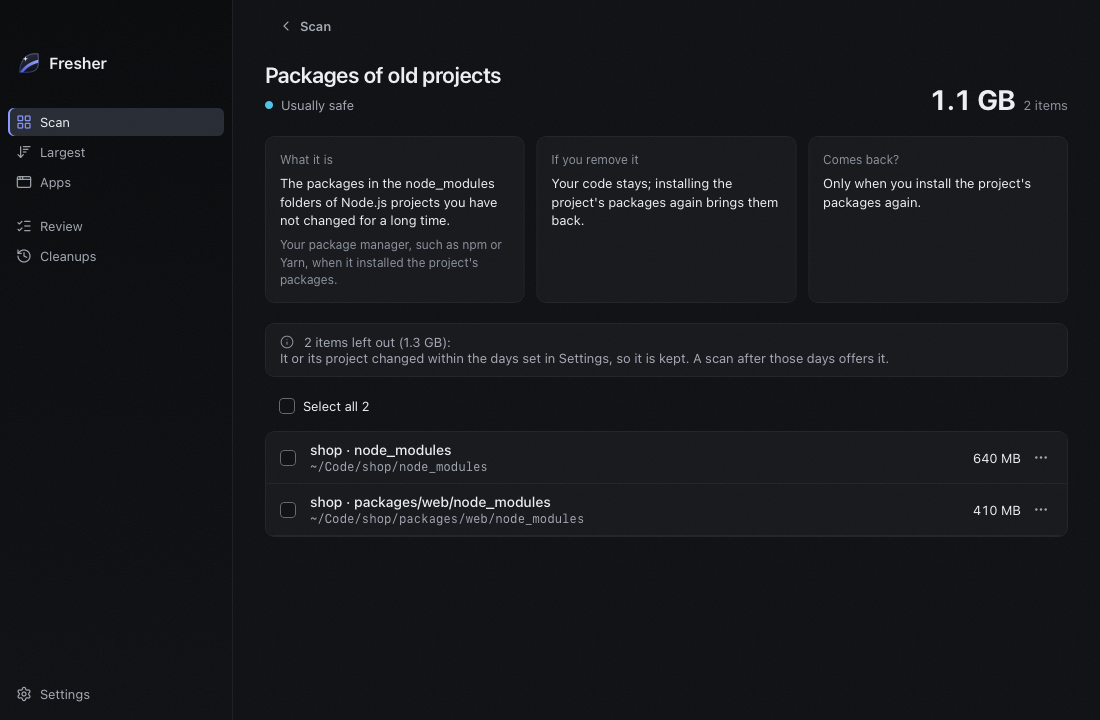 Scan
Fresher
Packages of old projects
Usually safe
1.1 GB 2 items
Scan
Largest
Apps
Review
Cleanups
What it is
The packages in the node_modules
folders of Node.js projects you have
not changed for a long time.
Your package manager, such as npm or
Yarn, when it installed the project's
packages.
If you remove it
Your code stays; installing the
project's packages again brings them
back.
Comes back?
Only when you install the project's
packages again.
2 items left out (1.3 GB):
It or its project changed within the days set in Settings, so it is kept. A scan after those days offers it.
Select all 2
shop · node_modules
~/Code/shop/node_modules
640 MB
shop · packages/web/node_modules
~/Code/shop/packages/web/node_modules
410 MB
Settings